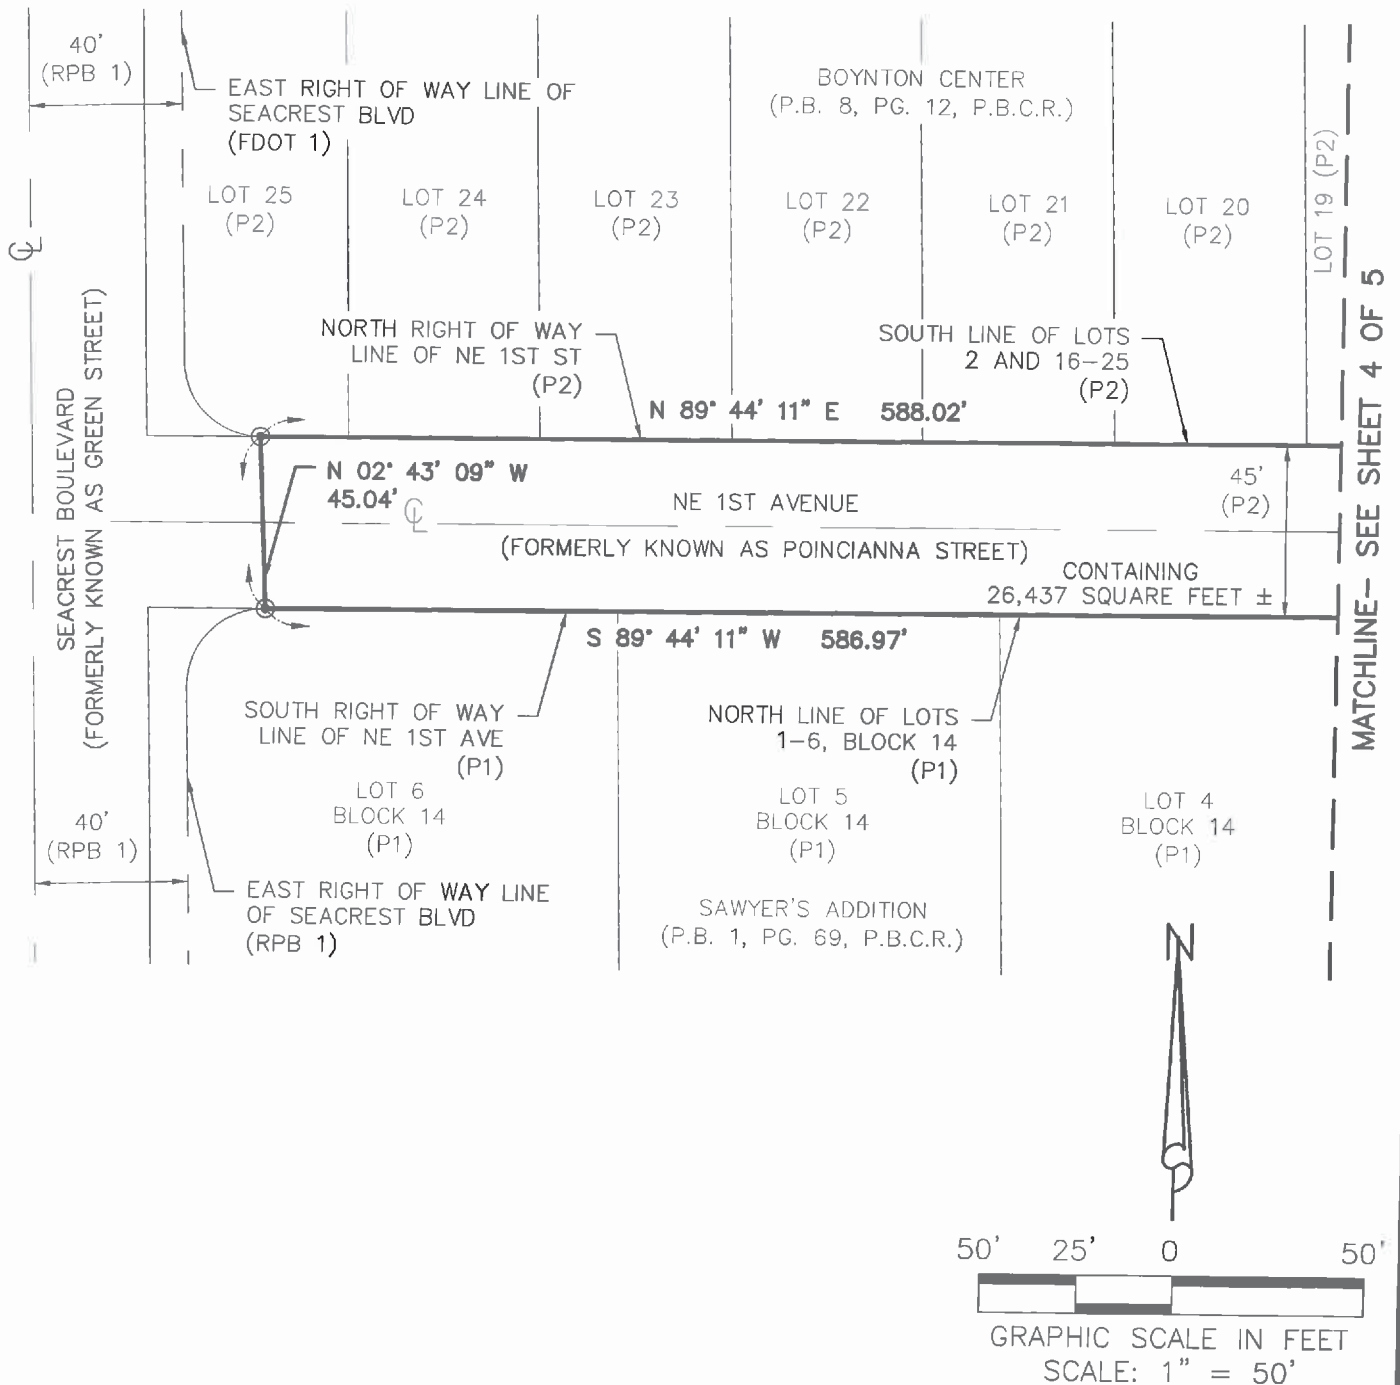 40'
(RPB 1)
EAST RIGHT OF WAY LINE OF
SEACREST BLVD
(FDOT 1)
BOYNTON CENTER
(P.B. 8, PG. 12, P.B.C.R.)
LOT 25
(P2)
LOT 24
(P2)
LOT 23
(P2)
LOT 22
(P2)
LOT 21
(P2)
LOT 20
(P2)
LOT 19 (P2)
℄
NORTH RIGHT OF WAY
LINE OF NE 1ST ST
(P2)
SOUTH LINE OF LOTS
2 AND 16-25
(P2)
N 89° 44' 11" E 588.02'
SEACREST BOULEVARD
(FORMERLY KNOWN AS GREEN STREET)
N 02° 43' 09" W
45.04'
℄
NE 1ST AVENUE
(FORMERLY KNOWN AS POINCIANNA STREET)
45'
(P2)
CONTAINING
26,437 SQUARE FEET ±
MATCHLINE- SEE SHEET 4 OF 5
S 89° 44' 11" W 586.97'
SOUTH RIGHT OF WAY
LINE OF NE 1ST AVE
(P1)
NORTH LINE OF LOTS
1-6, BLOCK 14
(P1)
LOT 6
BLOCK 14
(P1)
LOT 5
BLOCK 14
(P1)
LOT 4
BLOCK 14
(P1)
40'
(RPB 1)
EAST RIGHT OF WAY LINE
OF SEACREST BLVD
(RPB 1)
SAWYER'S ADDITION
(P.B. 1, PG. 69, P.B.C.R.)
N
50' 25' 0 50'
GRAPHIC SCALE IN FEET
SCALE: 1" = 50'